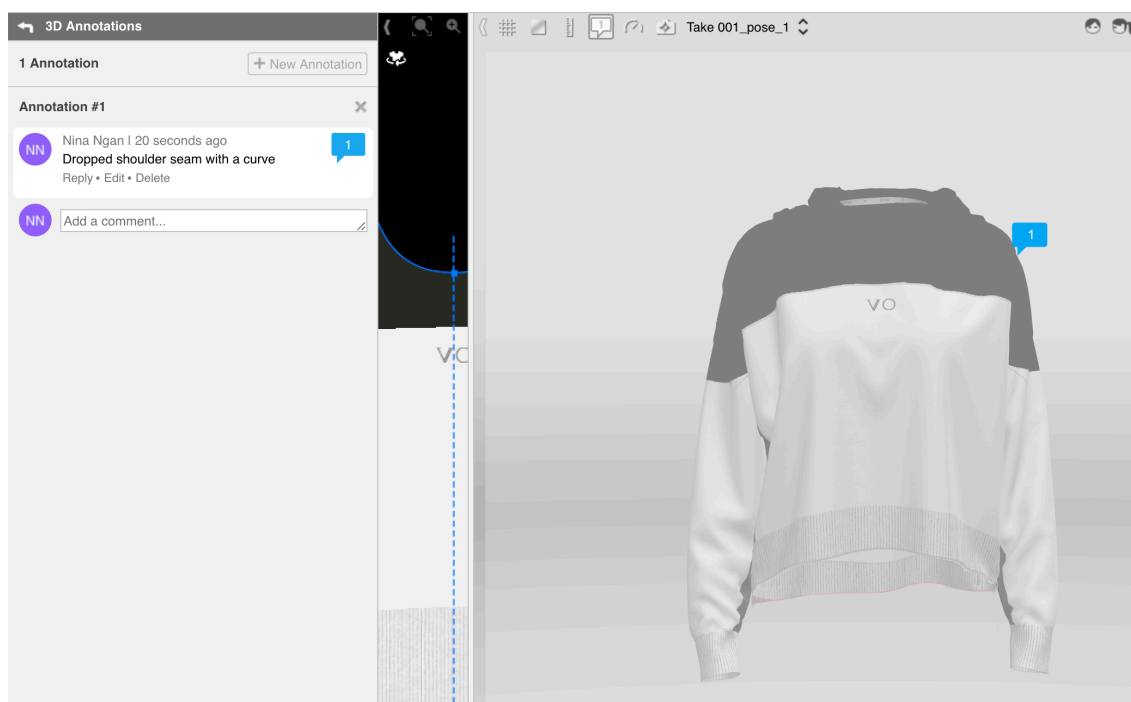 3D Annotations
1 Annotation
+ New Annotation
Annotation #1
NN
Nina Ngan | 20 seconds ago
Dropped shoulder seam with a curve
Reply • Edit • Delete
1
NN
Add a comment...
VO
1
Take 001_pose_1
1
VO